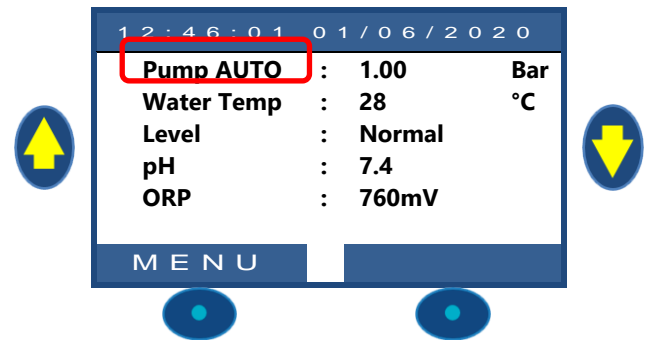 12:46:01 01/06/2020
Pump AUTO : 1.00 Bar
Water Temp : 28 °C
Level : Normal
pH : 7.4
ORP : 760mV
MENU